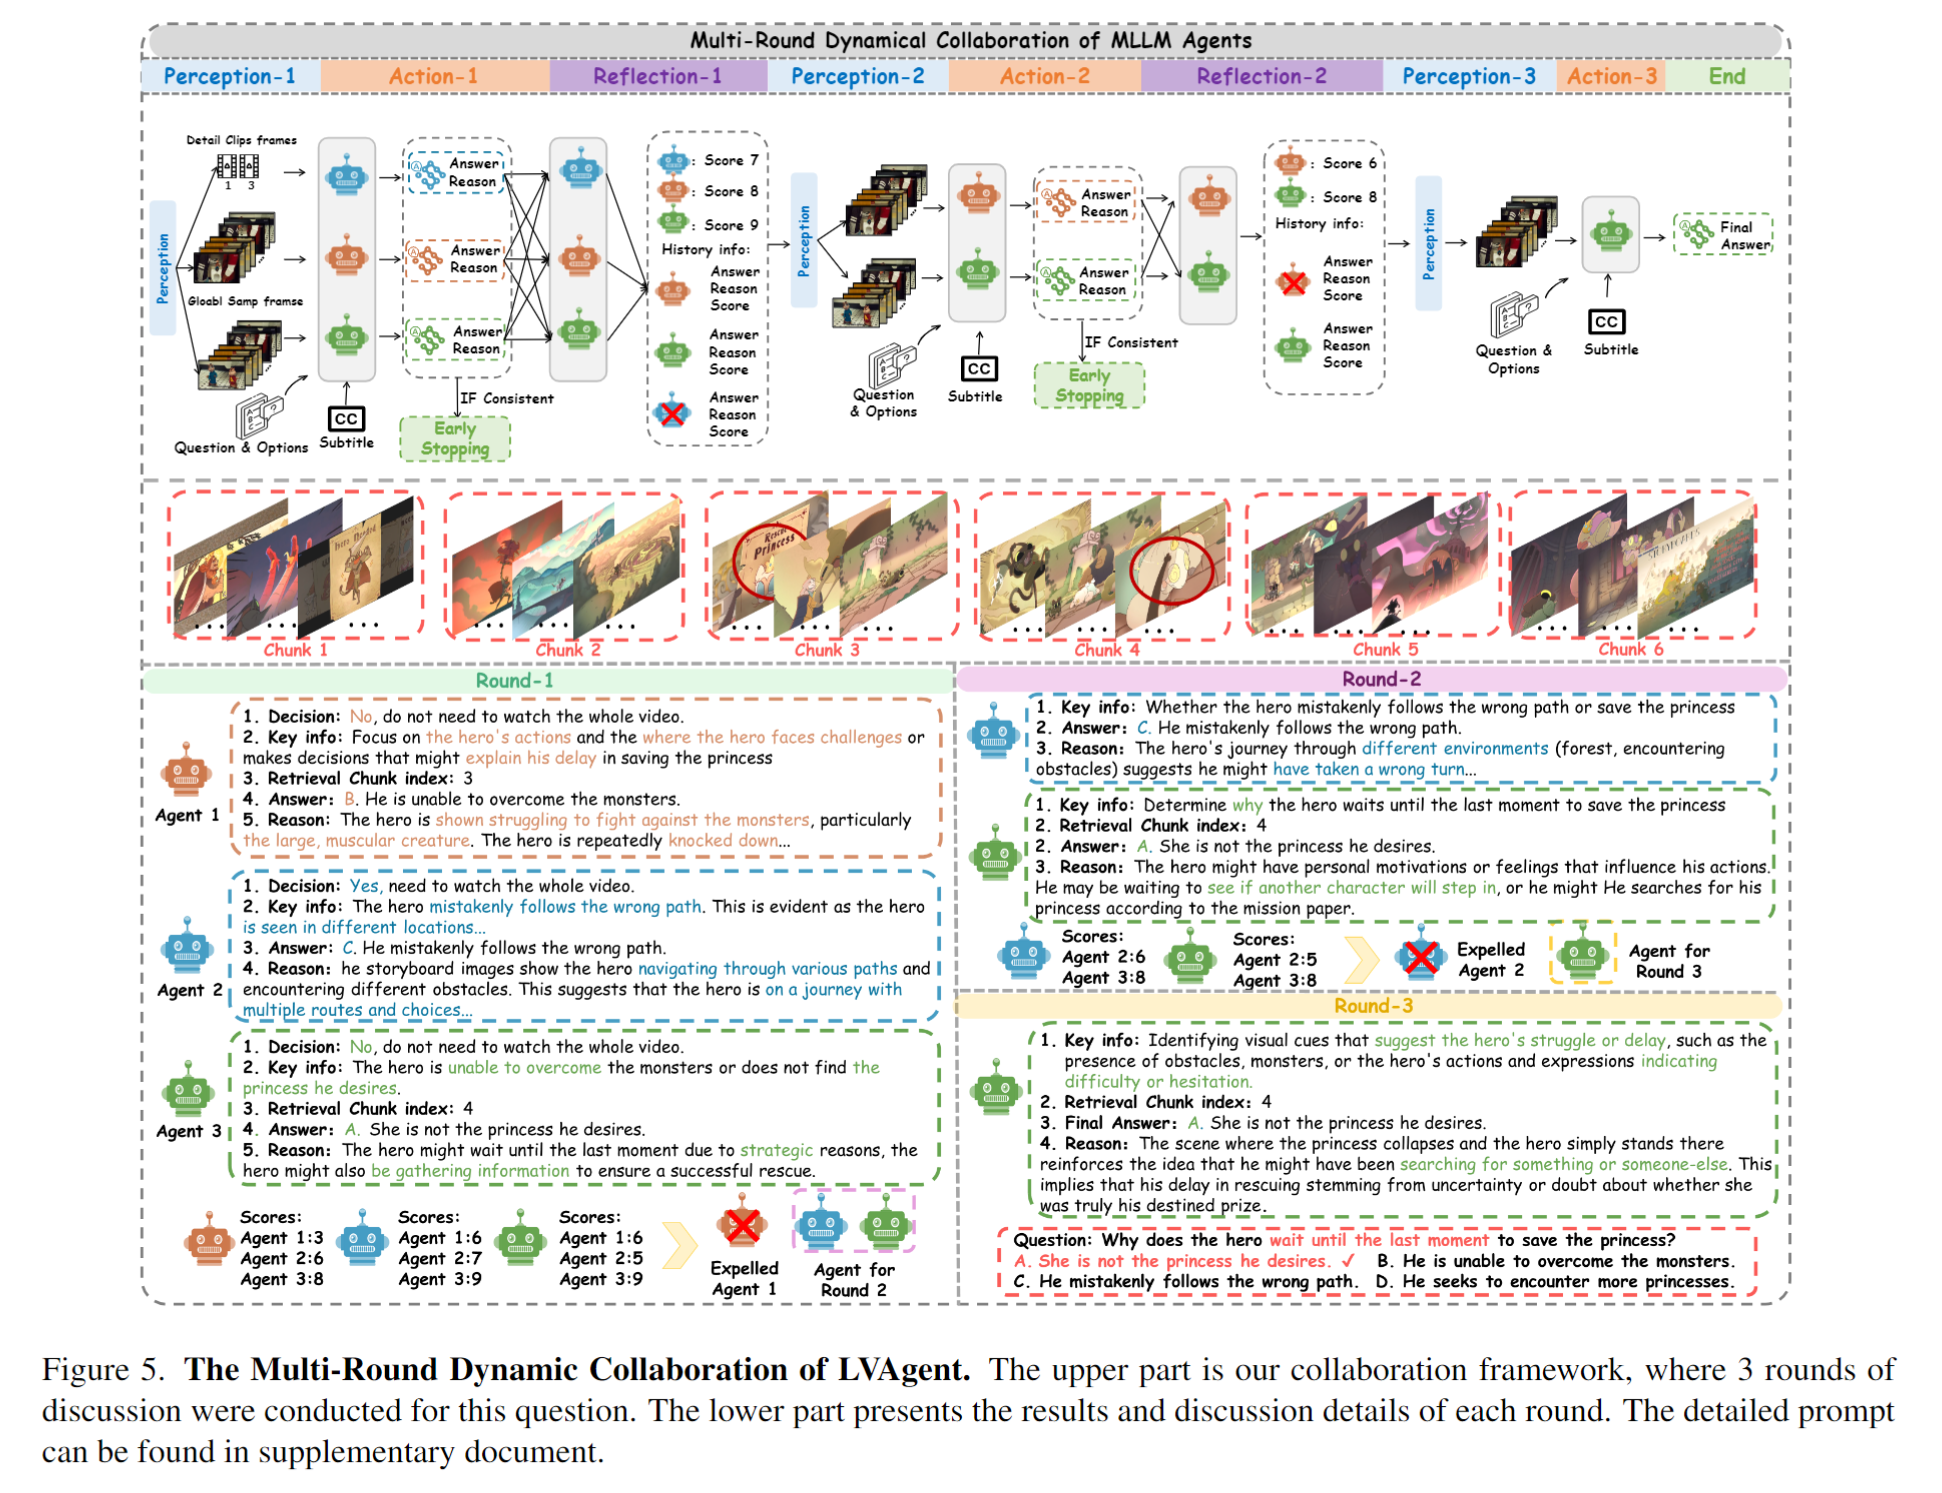 Multi-Round Dynamical Collaboration of MLLM Agents
Perception-1
Action-1
Reflection-1
Perception-2
Action-2
Reflection-2
Perception-3
Action-3
End
Detail Clips frames
1 3
Gloabl Samp framse
Perception
Question & Options
CC
Subtitle
Answer
Reason
Answer
Reason
Answer
Reason
IF Consistent
Early
Stopping
: Score 7
: Score 8
: Score 9
History info:
Answer
Reason
Score
Answer
Reason
Score
Answer
Reason
Score
Perception
Question
& Options
CC
Subtitle
Answer
Reason
Answer
Reason
IF Consistent
Early
Stopping
: Score 6
: Score 8
History info:
Answer
Reason
Score
Answer
Reason
Score
Perception
Question &
Options
CC
Subtitle
Final
Answer
Hero Needed
Rescue
Princess
Chunk 1
Chunk 2
Chunk 3
Chunk 4
Chunk 5
Chunk 6
Round-1
Agent 1
1. Decision: No, do not need to watch the whole video.
2. Key info: Focus on the hero's actions and the where the hero faces challenges or
makes decisions that might explain his delay in saving the princess
3. Retrieval Chunk index: 3
4. Answer: B. He is unable to overcome the monsters.
5. Reason: The hero is shown struggling to fight against the monsters, particularly
the large, muscular creature. The hero is repeatedly knocked down...
Agent 2
1. Decision: Yes, need to watch the whole video.
2. Key info: The hero mistakenly follows the wrong path. This is evident as the hero
is seen in different locations...
3. Answer: C. He mistakenly follows the wrong path.
4. Reason: he storyboard images show the hero navigating through various paths and
encountering different obstacles. This suggests that the hero is on a journey with
multiple routes and choices...
Agent 3
1. Decision: No, do not need to watch the whole video.
2. Key info: The hero is unable to overcome the monsters or does not find the
princess he desires.
3. Retrieval Chunk index: 4
4. Answer: A. She is not the princess he desires.
5. Reason: The hero might wait until the last moment due to strategic reasons, the
hero might also be gathering information to ensure a successful rescue.
Scores:
Agent 1:3
Agent 2:6
Agent 3:8
Scores:
Agent 1:6
Agent 2:7
Agent 3:9
Scores:
Agent 1:6
Agent 2:5
Agent 3:9
Expelled
Agent 1
Agent for
Round 2
Round-2
1. Key info: Whether the hero mistakenly follows the wrong path or save the princess
2. Answer: C. He mistakenly follows the wrong path.
3. Reason: The hero's journey through different environments (forest, encountering
obstacles) suggests he might have taken a wrong turn...
1. Key info: Determine why the hero waits until the last moment to save the princess
2. Retrieval Chunk index: 4
2. Answer: A. She is not the princess he desires.
3. Reason: The hero might have personal motivations or feelings that influence his actions.
He may be waiting to see if another character will step in, or he might He searches for his
princess according to the mission paper.
Scores:
Agent 2:6
Agent 3:8
Scores:
Agent 2:5
Agent 3:8
Expelled
Agent 2
Agent for
Round 3
Round-3
1. Key info: Identifying visual cues that suggest the hero's struggle or delay, such as the
presence of obstacles, monsters, or the hero's actions and expressions indicating
difficulty or hesitation.
2. Retrieval Chunk index: 4
3. Final Answer: A. She is not the princess he desires.
4. Reason: The scene where the princess collapses and the hero simply stands there
reinforces the idea that he might have been searching for something or someone-else. This
implies that his delay in rescuing stemming from uncertainty or doubt about whether she
was truly his destined prize.
Question: Why does the hero wait until the last moment to save the princess?
A. She is not the princess he desires. ✓ B. He is unable to overcome the monsters.
C. He mistakenly follows the wrong path. D. He seeks to encounter more princesses.
Figure 5. The Multi-Round Dynamic Collaboration of LVAgent. The upper part is our collaboration framework, where 3 rounds of
discussion were conducted for this question. The lower part presents the results and discussion details of each round. The detailed prompt
can be found in supplementary document.